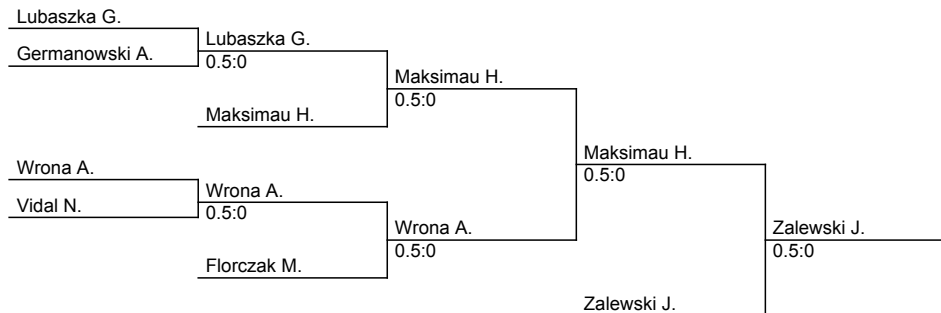 Lubaszka G.
Germanowski A.
Lubaszka G.
0.5:0
Maksimau H.
Maksimau H.
0.5:0
Wrona A.
Vidal N.
Wrona A.
0.5:0
Florczak M.
Wrona A.
0.5:0
Maksimau H.
0.5:0
Zalewski J.
Zalewski J.
0.5:0